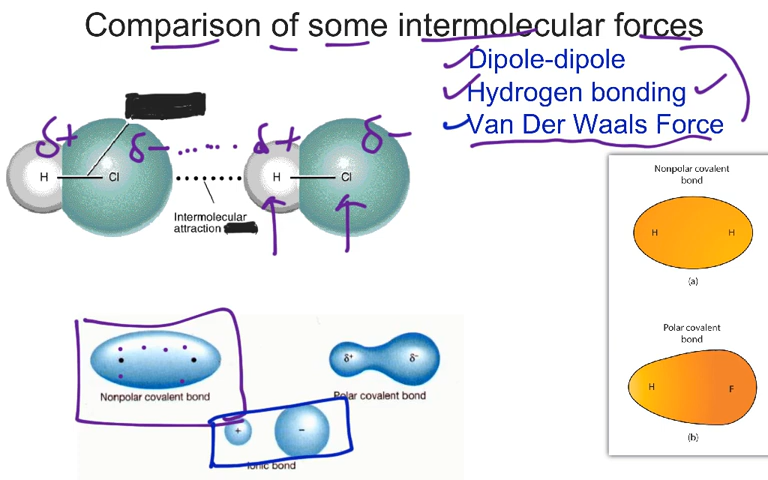 Comparison of some intermolecular forces
Dipole-dipole
Hydrogen bonding
Van Der Waals Force
δ+
δ-
δ+
δ-
H
Cl
H
Cl
Intermolecular
attraction
Nonpolar covalent
bond
H
H
(a)
Polar covalent
bond
H
F
(b)
δ+
δ-
Nonpolar covalent bond
Polar covalent bond
+
−
Ionic bond